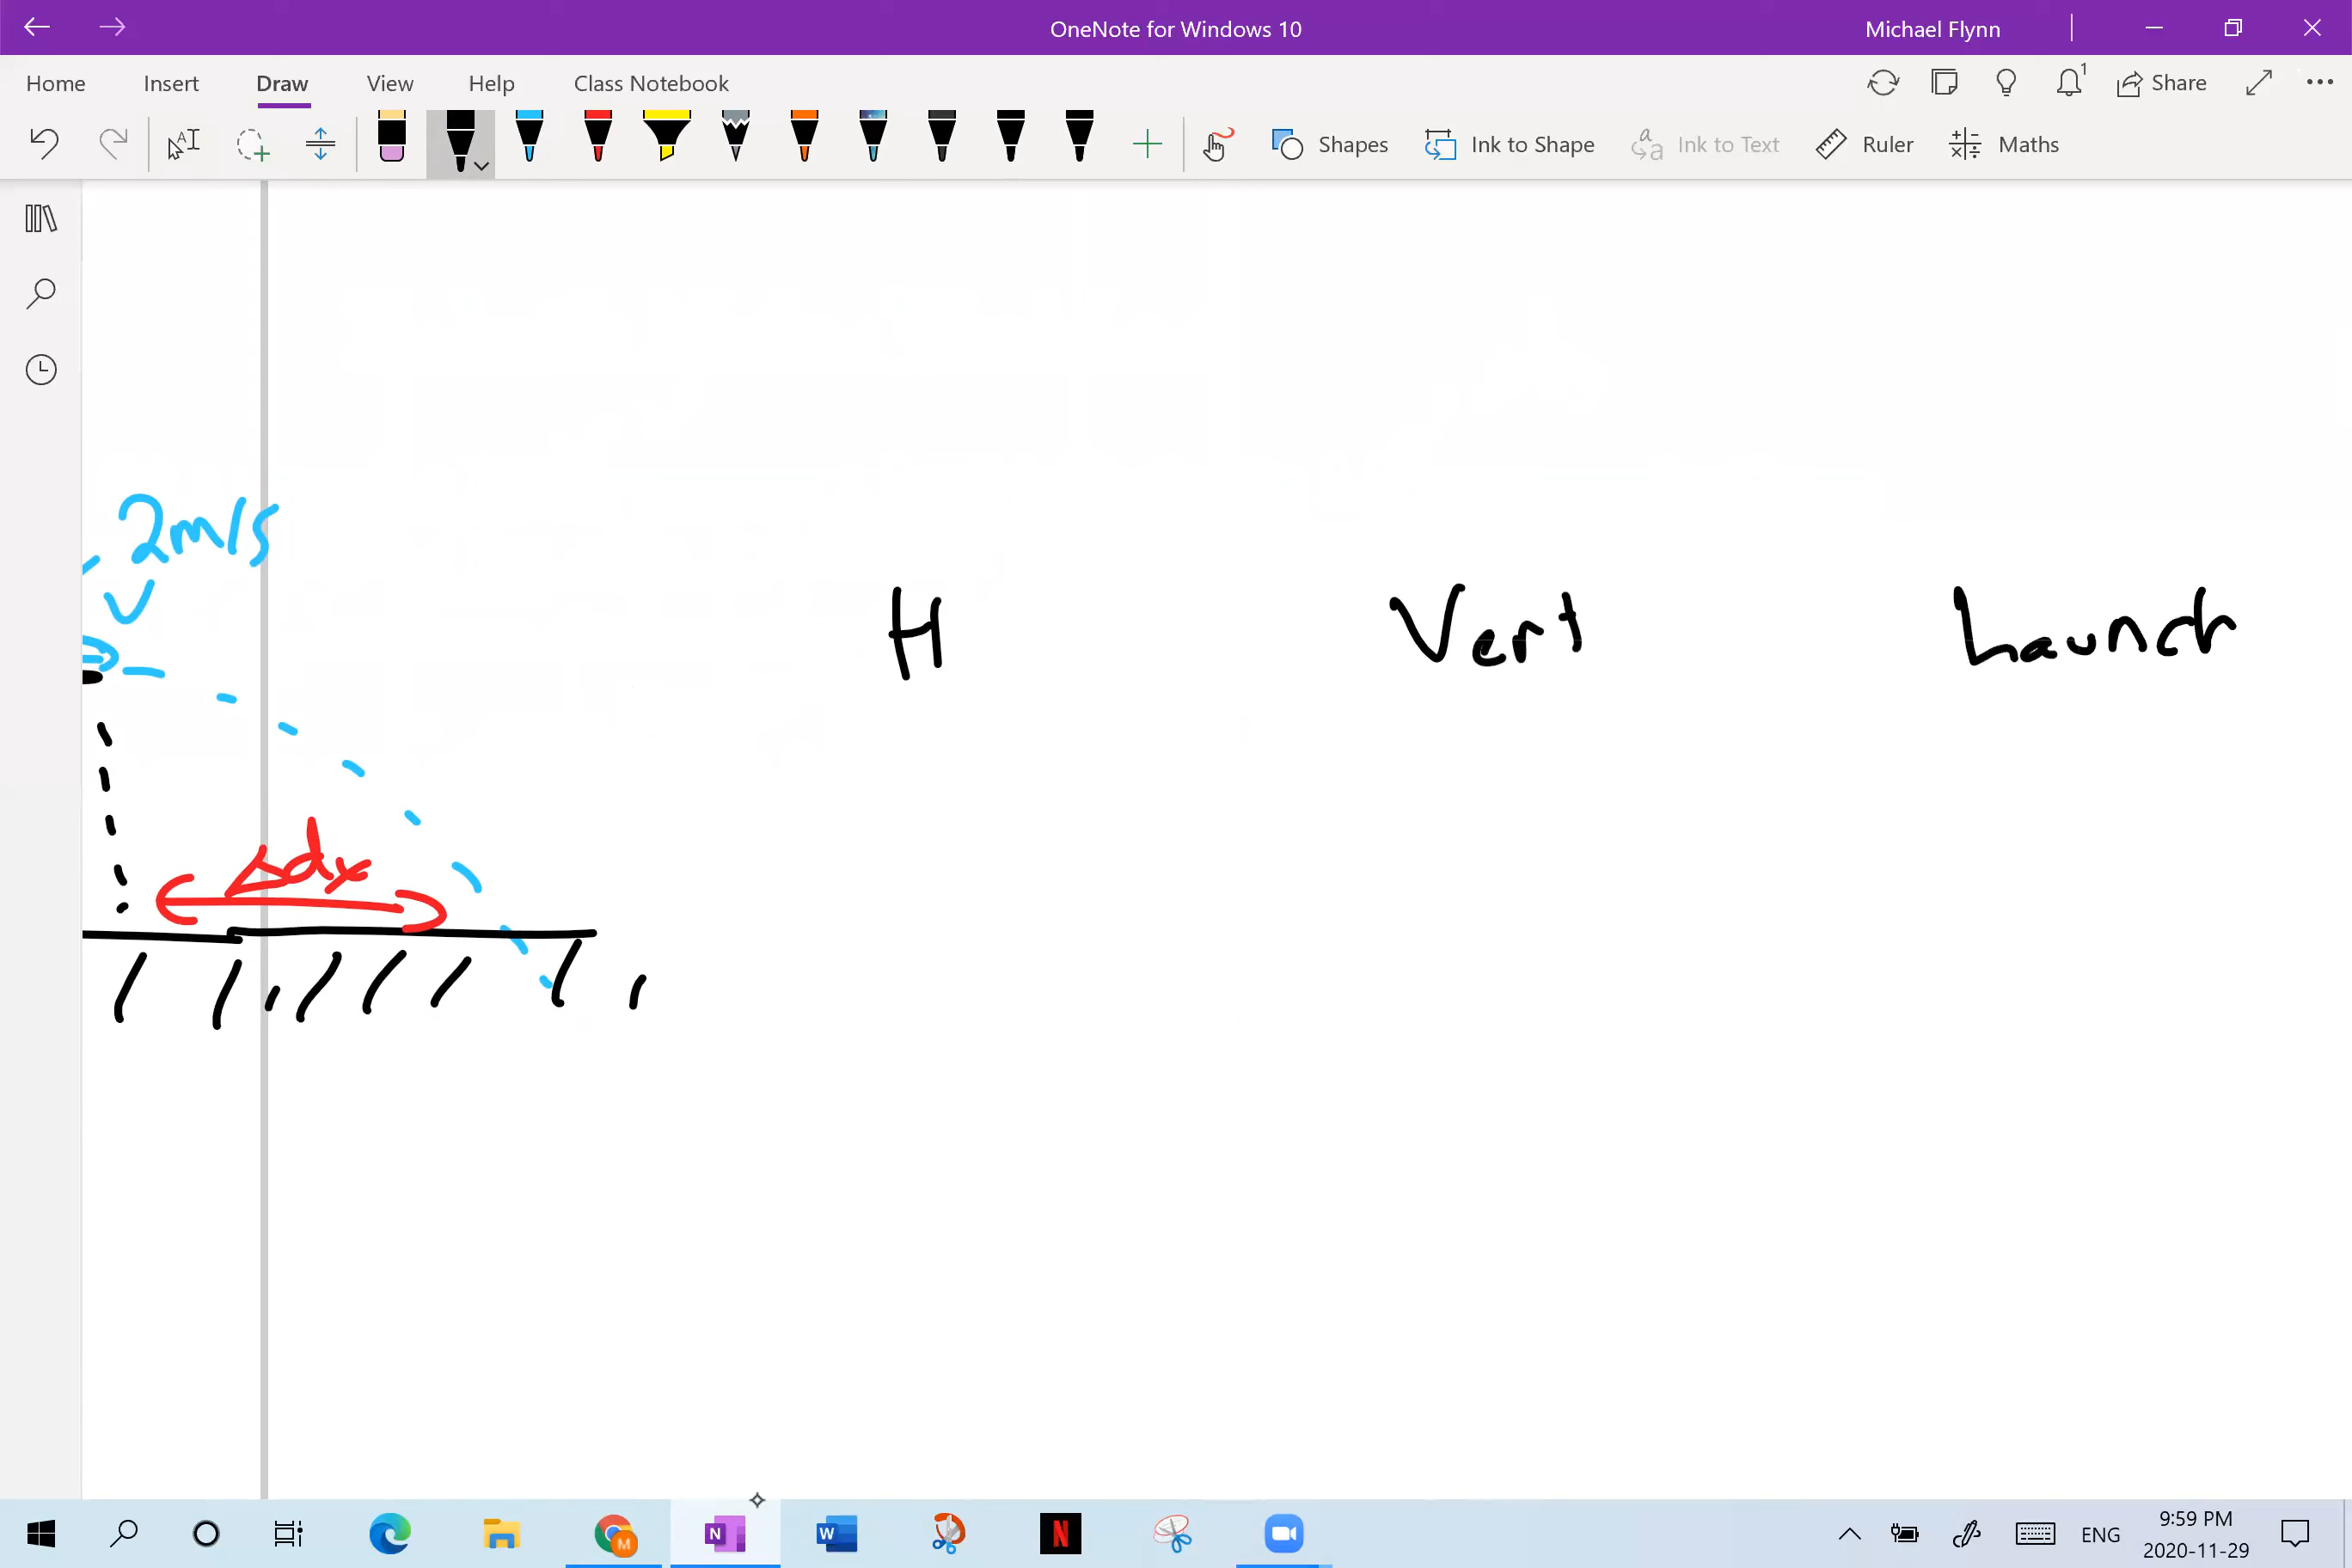 OneNote for Windows 10
Michael Flynn
Home Insert Draw View Help Class Notebook
1
Share
Shapes Ink to Shape Ink to Text Ruler Maths
2m/s
V
H Vert Launch
Δdx
ENG
9:59 PM
2020-11-29